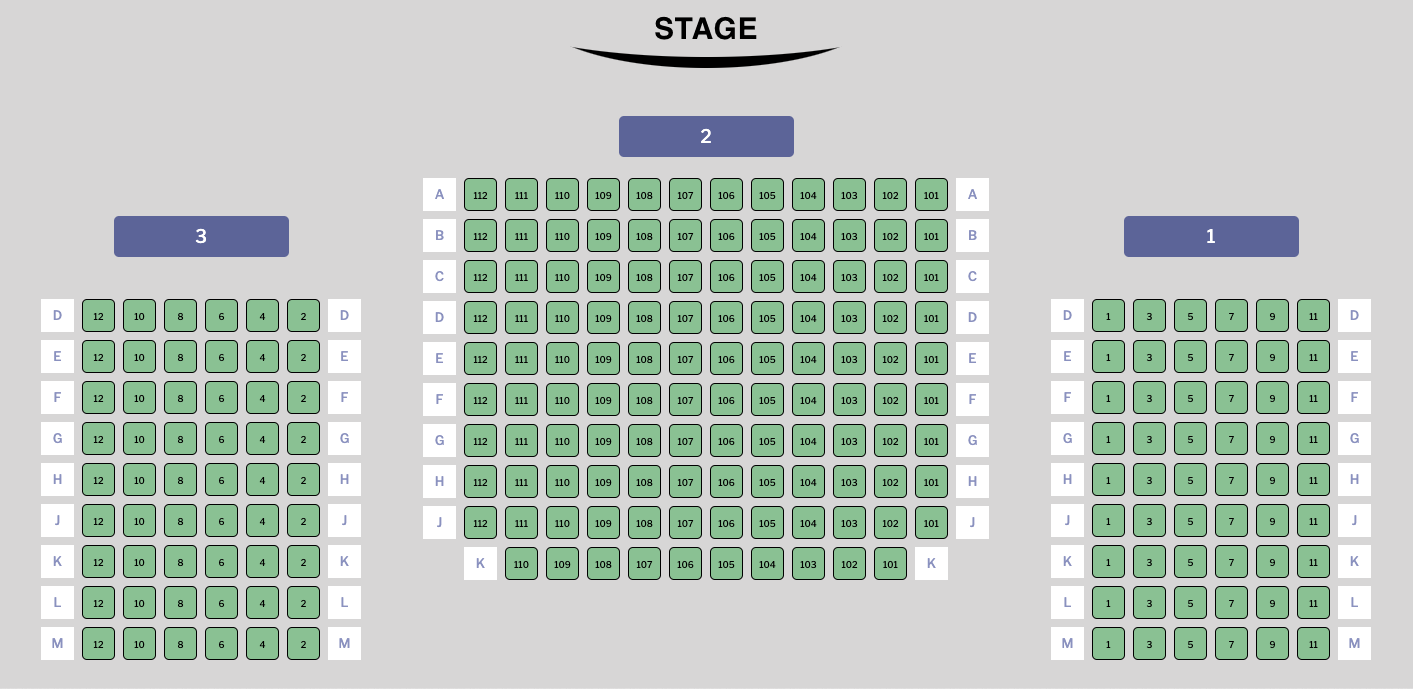 STAGE
2
A 112 111 110 109 108 107 106 105 104 103 102 101 A
B 112 111 110 109 108 107 106 105 104 103 102 101 B
C 112 111 110 109 108 107 106 105 104 103 102 101 C
D 112 111 110 109 108 107 106 105 104 103 102 101 D
E 112 111 110 109 108 107 106 105 104 103 102 101 E
F 112 111 110 109 108 107 106 105 104 103 102 101 F
G 112 111 110 109 108 107 106 105 104 103 102 101 G
H 112 111 110 109 108 107 106 105 104 103 102 101 H
J 112 111 110 109 108 107 106 105 104 103 102 101 J
K 110 109 108 107 106 105 104 103 102 101 K
3
D 12 10 8 6 4 2 D
E 12 10 8 6 4 2 E
F 12 10 8 6 4 2 F
G 12 10 8 6 4 2 G
H 12 10 8 6 4 2 H
J 12 10 8 6 4 2 J
K 12 10 8 6 4 2 K
L 12 10 8 6 4 2 L
M 12 10 8 6 4 2 M
1
D 1 3 5 7 9 11 D
E 1 3 5 7 9 11 E
F 1 3 5 7 9 11 F
G 1 3 5 7 9 11 G
H 1 3 5 7 9 11 H
J 1 3 5 7 9 11 J
K 1 3 5 7 9 11 K
L 1 3 5 7 9 11 L
M 1 3 5 7 9 11 M